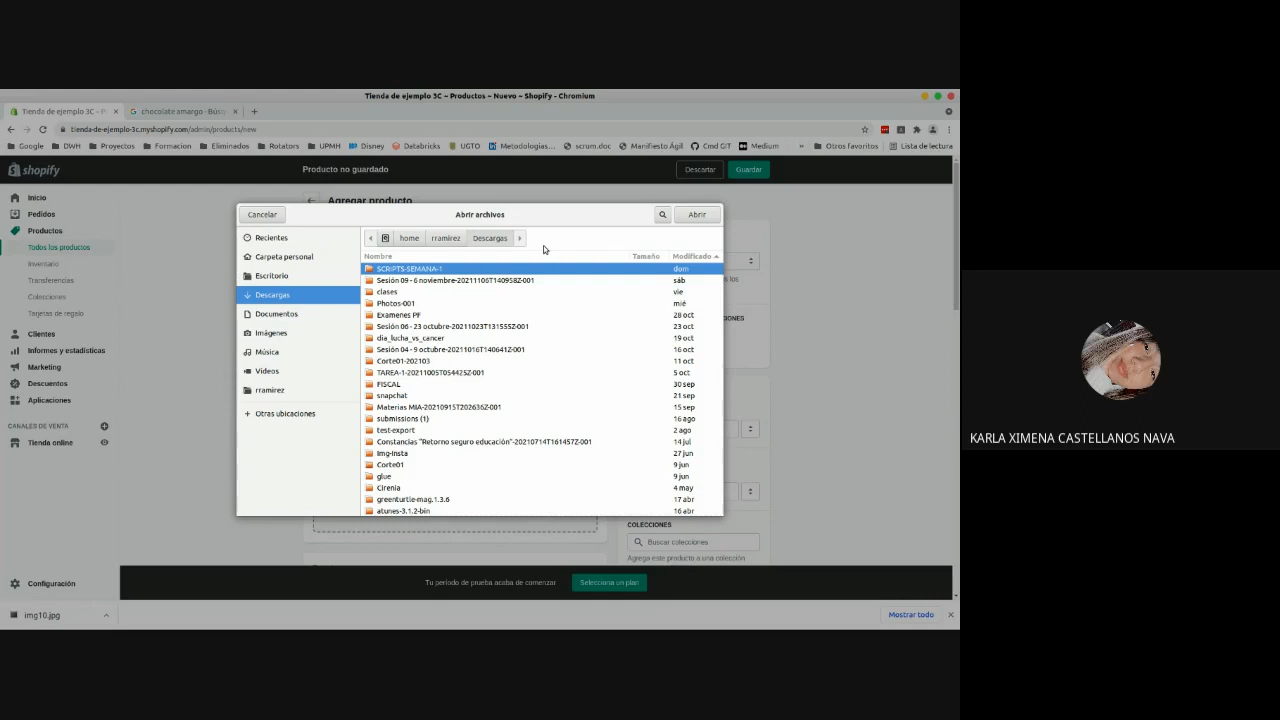 Tienda de ejemplo 3C ~ Productos ~ Nuevo ~ Shopify - Chromium
Tienda de ejemplo 3C ~ P
chocolate amargo - Búsq
tienda-de-ejemplo-3c.myshopify.com/admin/products/new
Google DWH Proyectos Formacion Eliminados Rotators UPMH Disney Databricks UGTO Metodologías... scrum.doc Manifiesto Ágil Cmd GIT Medium » Otros favoritos Lista de lectura
shopify
Producto no guardado
Descartar
Guardar
Inicio
Pedidos
Productos
Todos los productos
Inventario
Transferencias
Colecciones
Tarjetas de regalo
Clientes
Informes y estadísticas
Marketing
Descuentos
Aplicaciones
CANALES DE VENTA
Tienda online
Configuración
Agregar producto
Cancelar
Abrir archivos
Abrir
Recientes
Carpeta personal
Escritorio
Descargas
Documentos
Imágenes
Música
Vídeos
rramirez
Otras ubicaciones
home rramirez Descargas
Nombre Tamaño Modificado
SCRIPTS-SEMANA-1 dom
Sesión 09 - 6 noviembre-20211106T140958Z-001 sáb
clases vie
Photos-001 mié
Examenes PF 28 oct
Sesión 06 - 23 octubre-20211023T131555Z-001 23 oct
dia_lucha_vs_cancer 19 oct
Sesión 04 - 9 octubre-20211016T140641Z-001 16 oct
Corte01-202103 11 oct
TAREA-1-20211005T054425Z-001 5 oct
FISCAL 30 sep
snapchat 21 sep
Materias MIA-20210915T202636Z-001 15 sep
submissions (1) 16 ago
test-export 2 ago
Constancias "Retorno seguro educación"-20210714T161457Z-001 14 jul
Img-Insta 27 jun
Corte01 9 jun
glue 9 jun
Cirenia 4 may
greenturtle-mag.1.3.6 17 abr
atunes-3.1.2-bin 16 abr
los
IONES
COLECCIONES
Buscar colecciones
Agrega este producto a una colección
Tu periodo de prueba acaba de comenzar
Selecciona un plan
img10.jpg
Mostrar todo
KARLA XIMENA CASTELLANOS NAVA